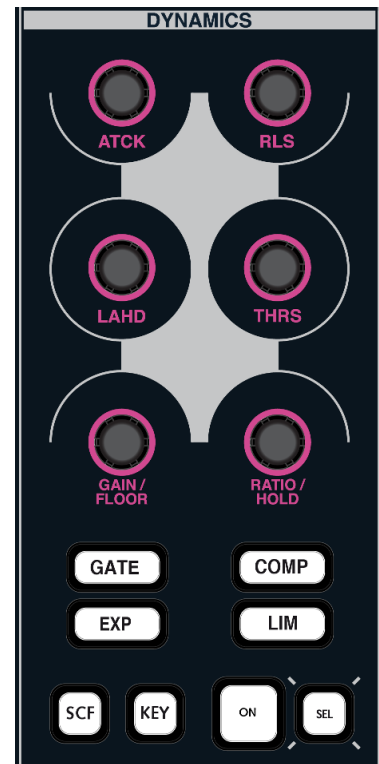 DYNAMICS
ATCK RLS
LAHD THRS
GAIN / RATIO /
FLOOR HOLD
GATE COMP
EXP LIM
SCF KEY ON SEL